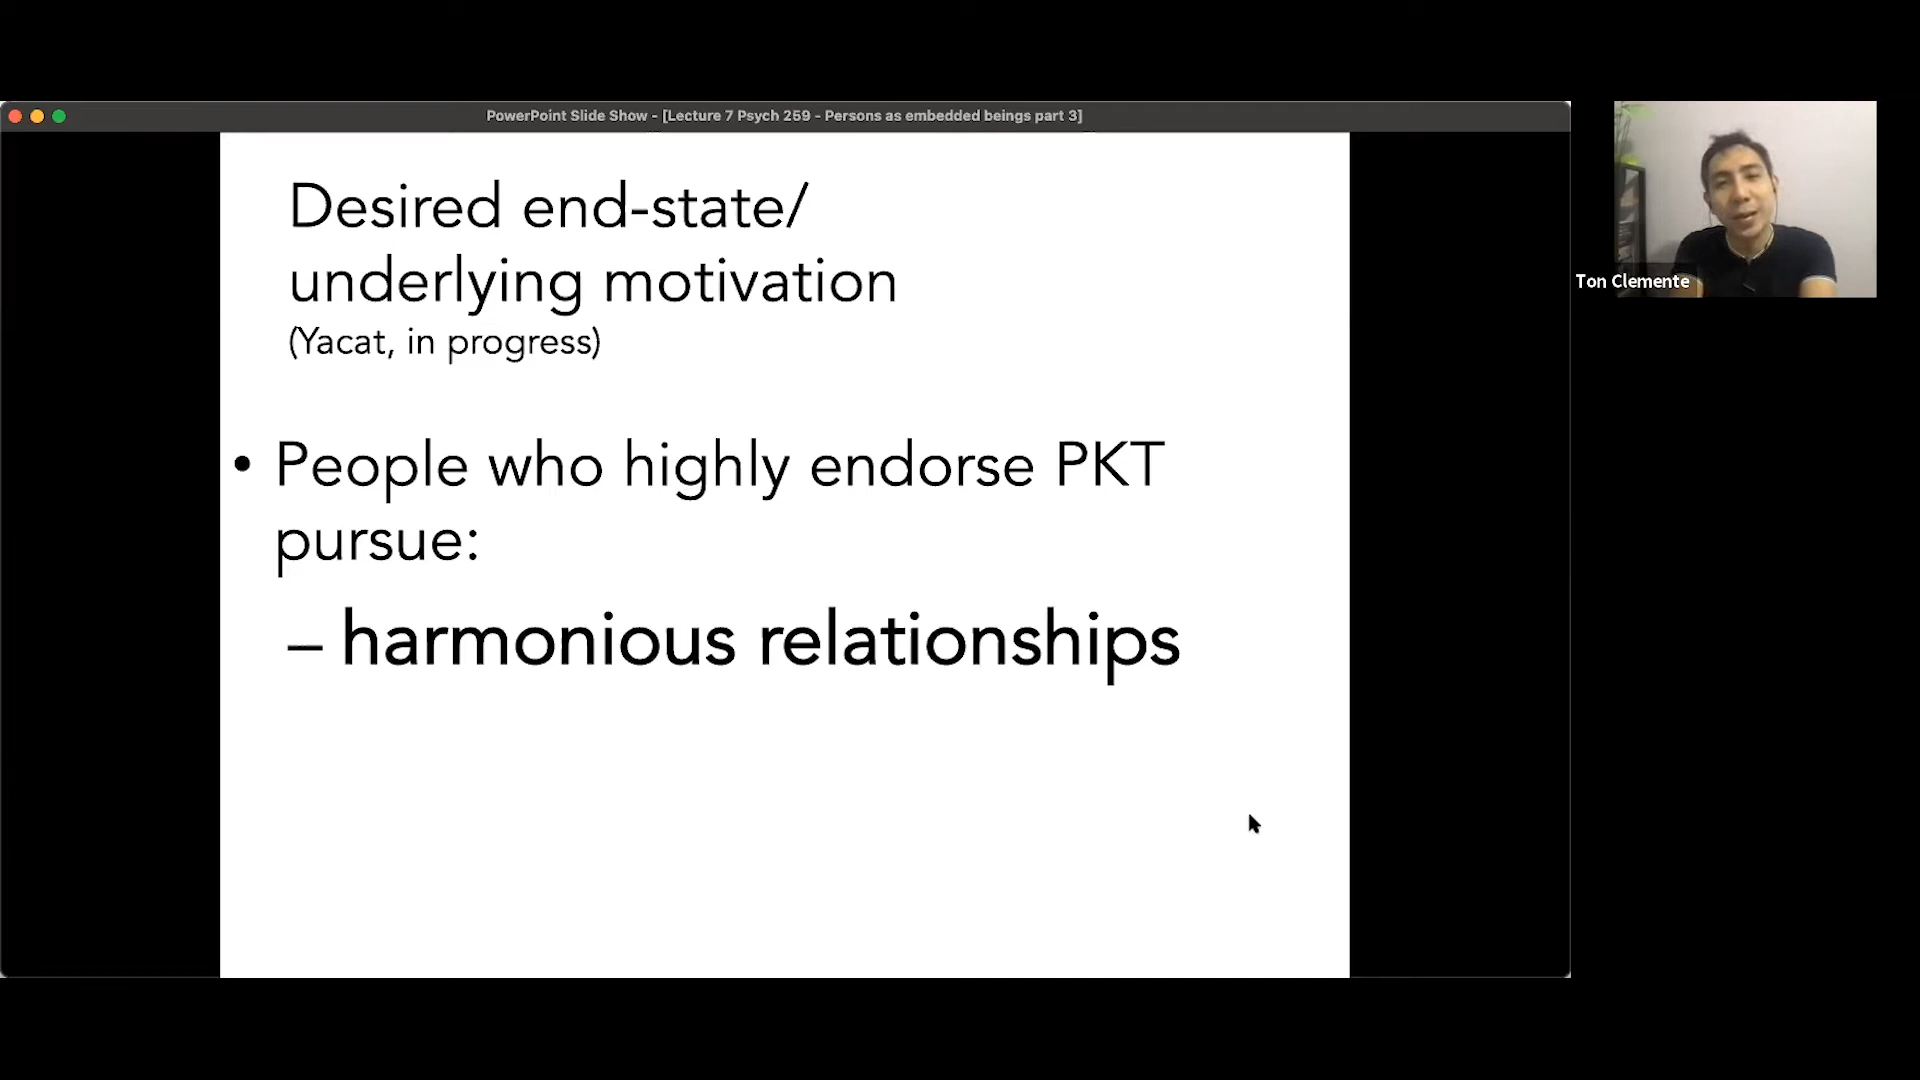 PowerPoint Slide Show - [Lecture 7 Psych 259 - Persons as embedded beings part 3]
Desired end-state/
underlying motivation
(Yacat, in progress)
• People who highly endorse PKT
pursue:
– harmonious relationships
Ton Clemente